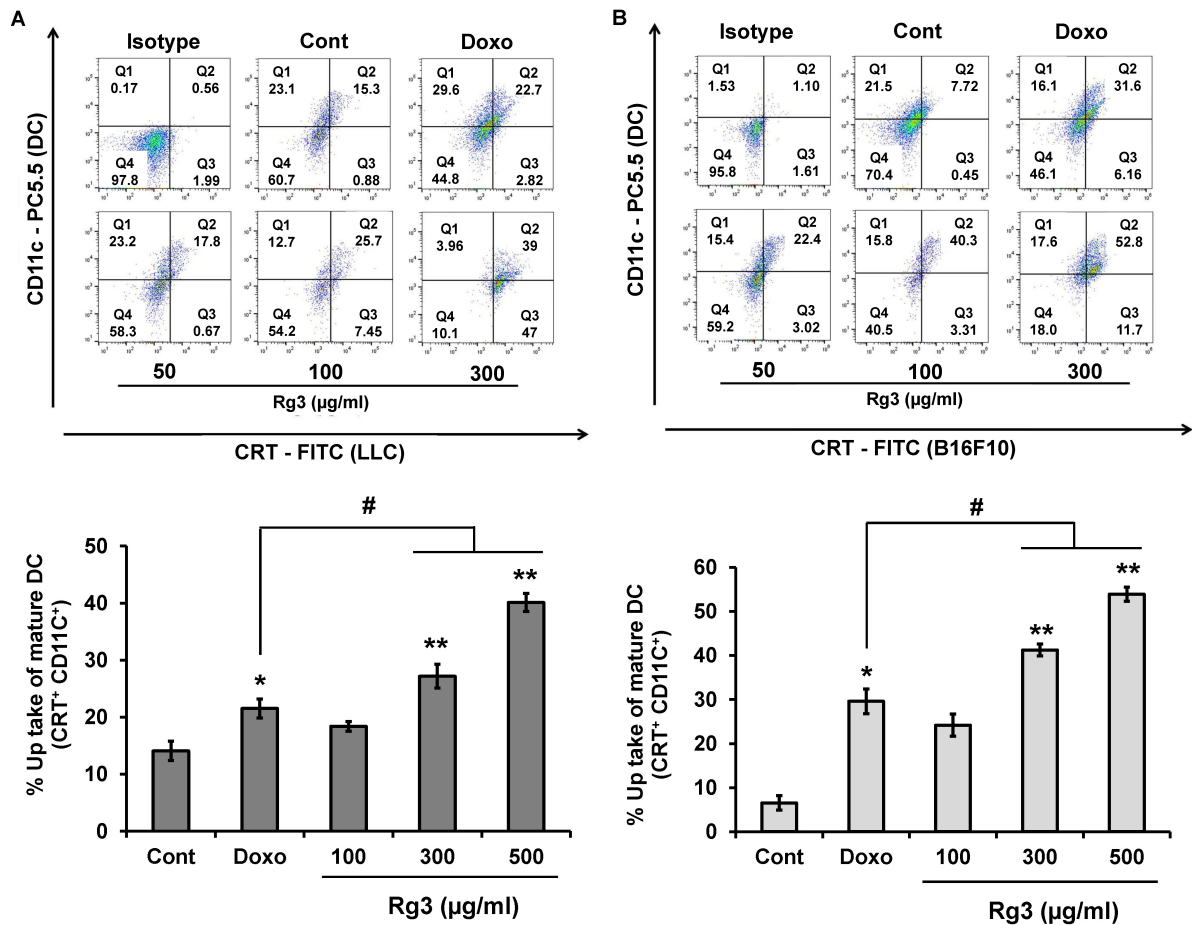 A
Isotype Cont Doxo
Q1 Q2 Q1 Q2 Q1 Q2
0.17 0.56 23.1 15.3 29.6 22.7
Q4 Q3 Q4 Q3 Q4 Q3
97.8 1.99 60.7 0.88 44.8 2.82
Q1 Q2 Q1 Q2 Q1 Q2
23.2 17.8 12.7 25.7 3.96 39
Q4 Q3 Q4 Q3 Q4 Q3
58.3 0.67 54.2 7.45 10.1 47
CD11c - PC5.5 (DC)
50 100 300
Rg3 (µg/ml)
CRT - FITC (LLC)
#
50
40
30
20
10
0
* ** **
% Up take of mature DC
(CRT+ CD11C+)
Cont Doxo 100 300 500
Rg3 (µg/ml)
B
Isotype Cont Doxo
Q1 Q2 Q1 Q2 Q1 Q2
1.53 1.10 21.5 7.72 16.1 31.6
Q4 Q3 Q4 Q3 Q4 Q3
95.8 1.61 70.4 0.45 46.1 6.16
Q1 Q2 Q1 Q2 Q1 Q2
15.4 22.4 15.8 40.3 17.6 52.8
Q4 Q3 Q4 Q3 Q4 Q3
59.2 3.02 40.5 3.31 18.0 11.7
CD11c - PC5.5 (DC)
50 100 300
Rg3 (µg/ml)
CRT - FITC (B16F10)
#
60
50
40
30
20
10
0
* ** **
% Up take of mature DC
(CRT+ CD11C+)
Cont Doxo 100 300 500
Rg3 (µg/ml)